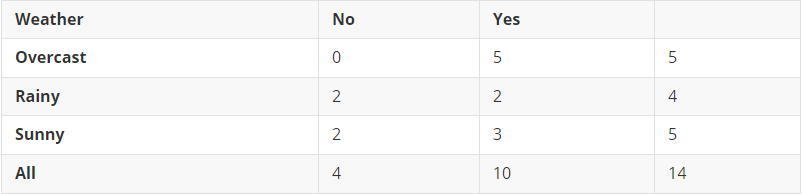 Weather No Yes
Overcast 0 5 5
Rainy 2 2 4
Sunny 2 3 5
All 4 10 14